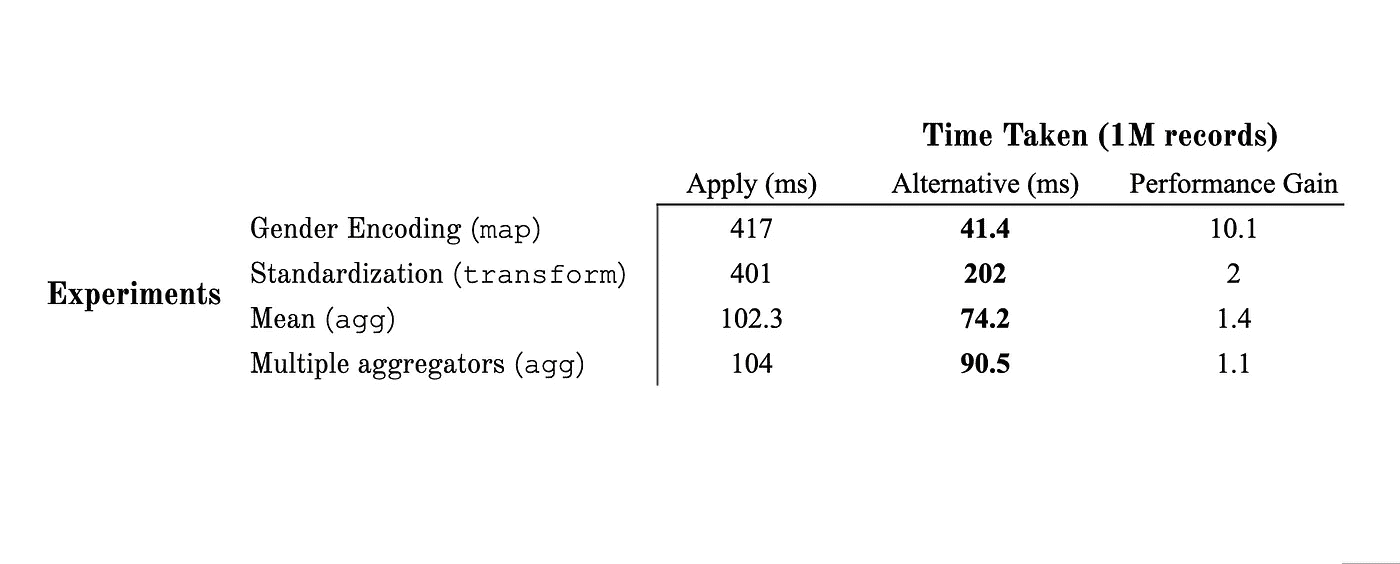 Time Taken (1M records)
Apply (ms) Alternative (ms) Performance Gain
Gender Encoding (map) 417 41.4 10.1
Standardization (transform) 401 202 2
Experiments
Mean (agg) 102.3 74.2 1.4
Multiple aggregators (agg) 104 90.5 1.1